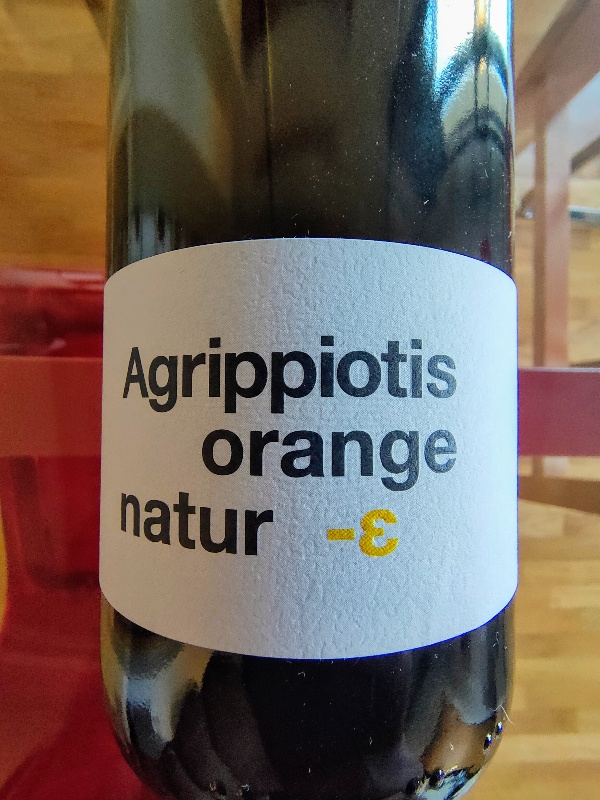 Agrippiotis
orange
natur -ε